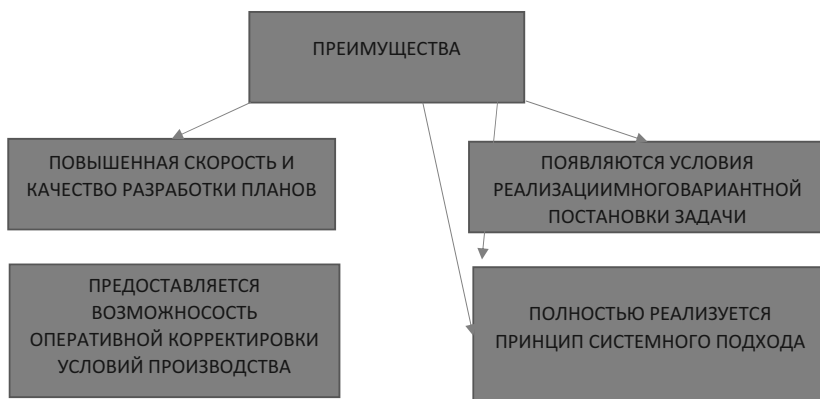 ПРЕИМУЩЕСТВА
ПОВЫШЕННАЯ СКОРОСТЬ И
КАЧЕСТВО РАЗРАБОТКИ ПЛАНОВ
ПОЯВЛЯЮТСЯ УСЛОВИЯ
РЕАЛИЗАЦИИМНОГОВАРИАНТНОЙ
ПОСТАНОВКИ ЗАДАЧИ
ПРЕДОСТАВЛЯЕТСЯ
ВОЗМОЖНОСОСТЬ
ОПЕРАТИВНОЙ КОРРЕКТИРОВКИ
УСЛОВИЙ ПРОИЗВОДСТВА
ПОЛНОСТЬЮ РЕАЛИЗУЕТСЯ
ПРИНЦИП СИСТЕМНОГО ПОДХОДА